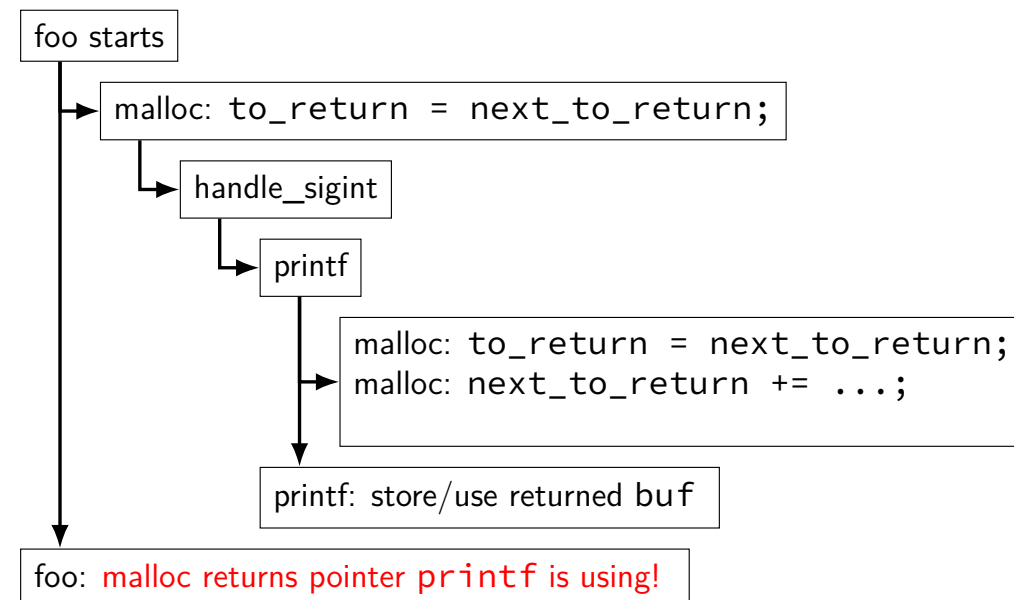 foo starts
malloc: to_return = next_to_return;
handle_sigint
printf
malloc: to_return = next_to_return;
malloc: next_to_return += ...;
printf: store/use returned buf
foo: malloc returns pointer printf is using!